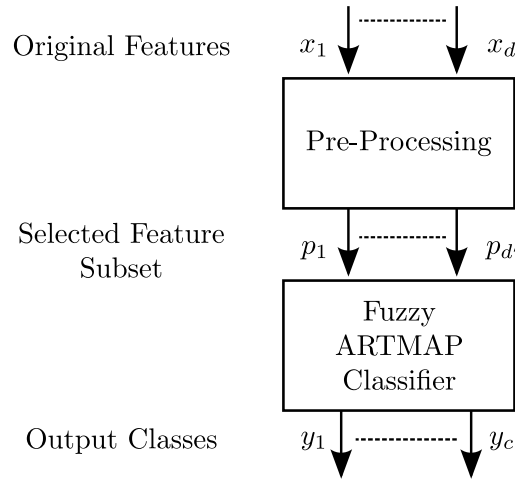 Original Features
x1 xd
Pre-Processing
Selected Feature
Subset
p1 pd'
Fuzzy
ARTMAP
Classifier
Output Classes
y1 yc